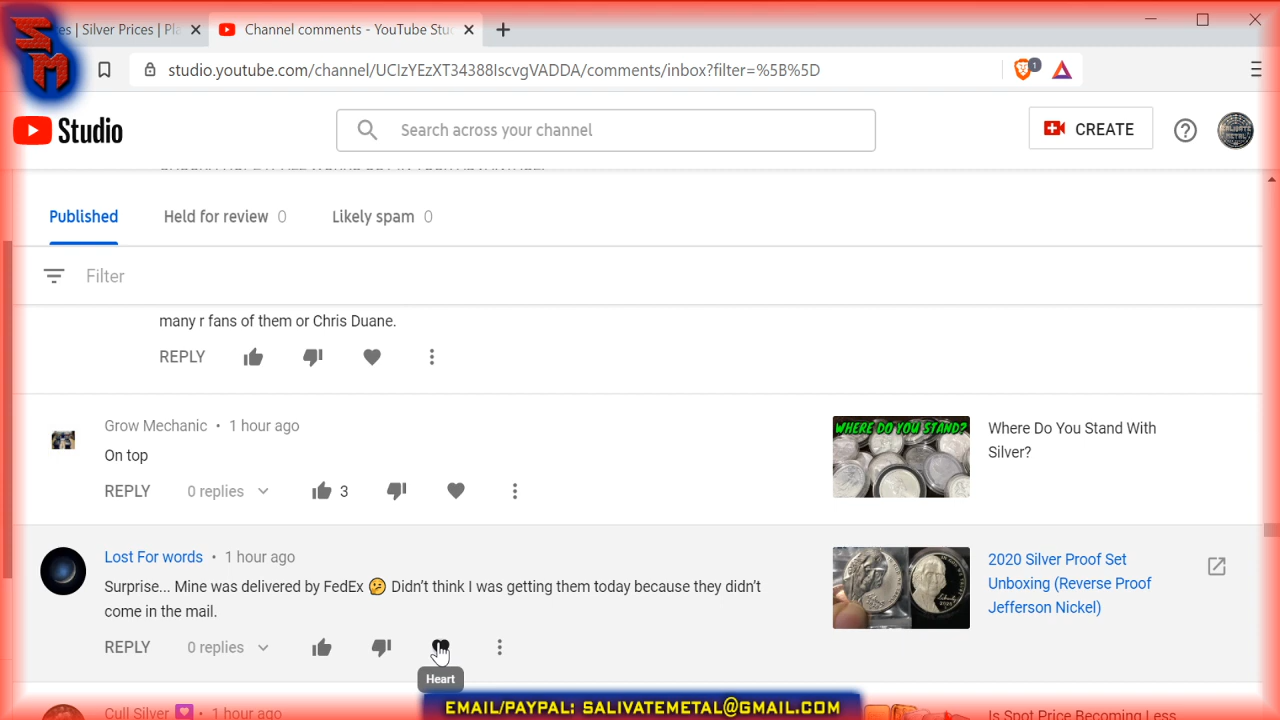 SM
es | Silver Prices | Pla
Channel comments - YouTube Stu
studio.youtube.com/channel/UCIzYEzXT34388IscvgVADDA/comments/inbox?filter=%5B%5D
1
Studio
Search across your channel
CREATE
Published
Held for review 0
Likely spam 0
Filter
many r fans of them or Chris Duane.
REPLY
Grow Mechanic • 1 hour ago
On top
REPLY 0 replies 3
WHERE DO YOU STAND?
Where Do You Stand With
Silver?
Lost For words • 1 hour ago
Surprise... Mine was delivered by FedEx 🤔 Didn't think I was getting them today because they didn't
come in the mail.
REPLY 0 replies
Heart
2020 Silver Proof Set
Unboxing (Reverse Proof
Jefferson Nickel)
Cull Silver • 1 hour ago
Is Spot Price Becoming Less
EMAIL/PAYPAL: SALIVATEMETAL@GMAIL.COM